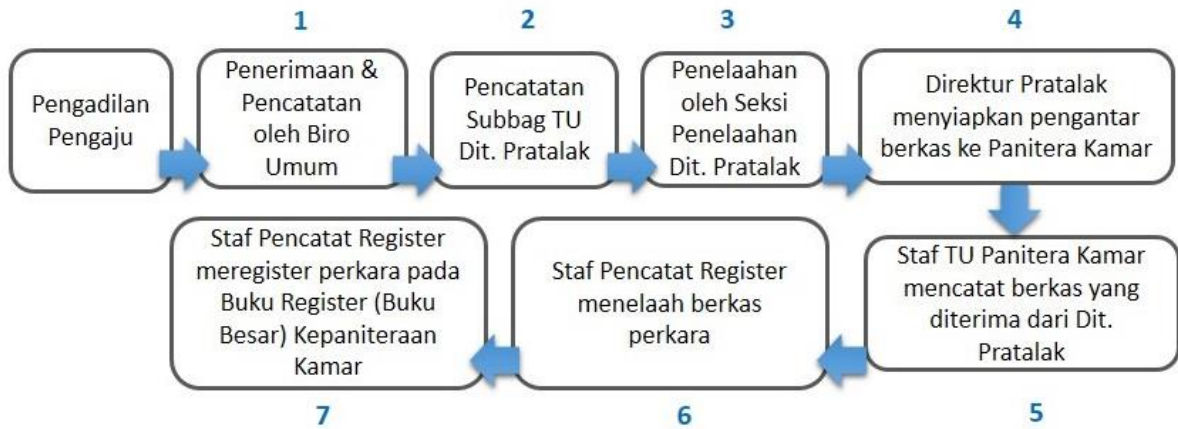 1
2
3
4
Pengadilan
Pengaju
Penerimaan &
Pencatatan
oleh Biro
Umum
Pencatatan
Subbag TU
Dit. Pratalak
Penelaahan
oleh Seksi
Penelaahan
Dit. Pratalak
Direktur Pratalak
menyiapkan pengantar
berkas ke Panitera Kamar
Staf TU Panitera Kamar
mencatat berkas yang
diterima dari Dit.
Pratalak
5
Staf Pencatat Register
menelaah berkas
perkara
6
Staf Pencatat Register
meregister perkara pada
Buku Register (Buku
Besar) Kepaniteraan
Kamar
7